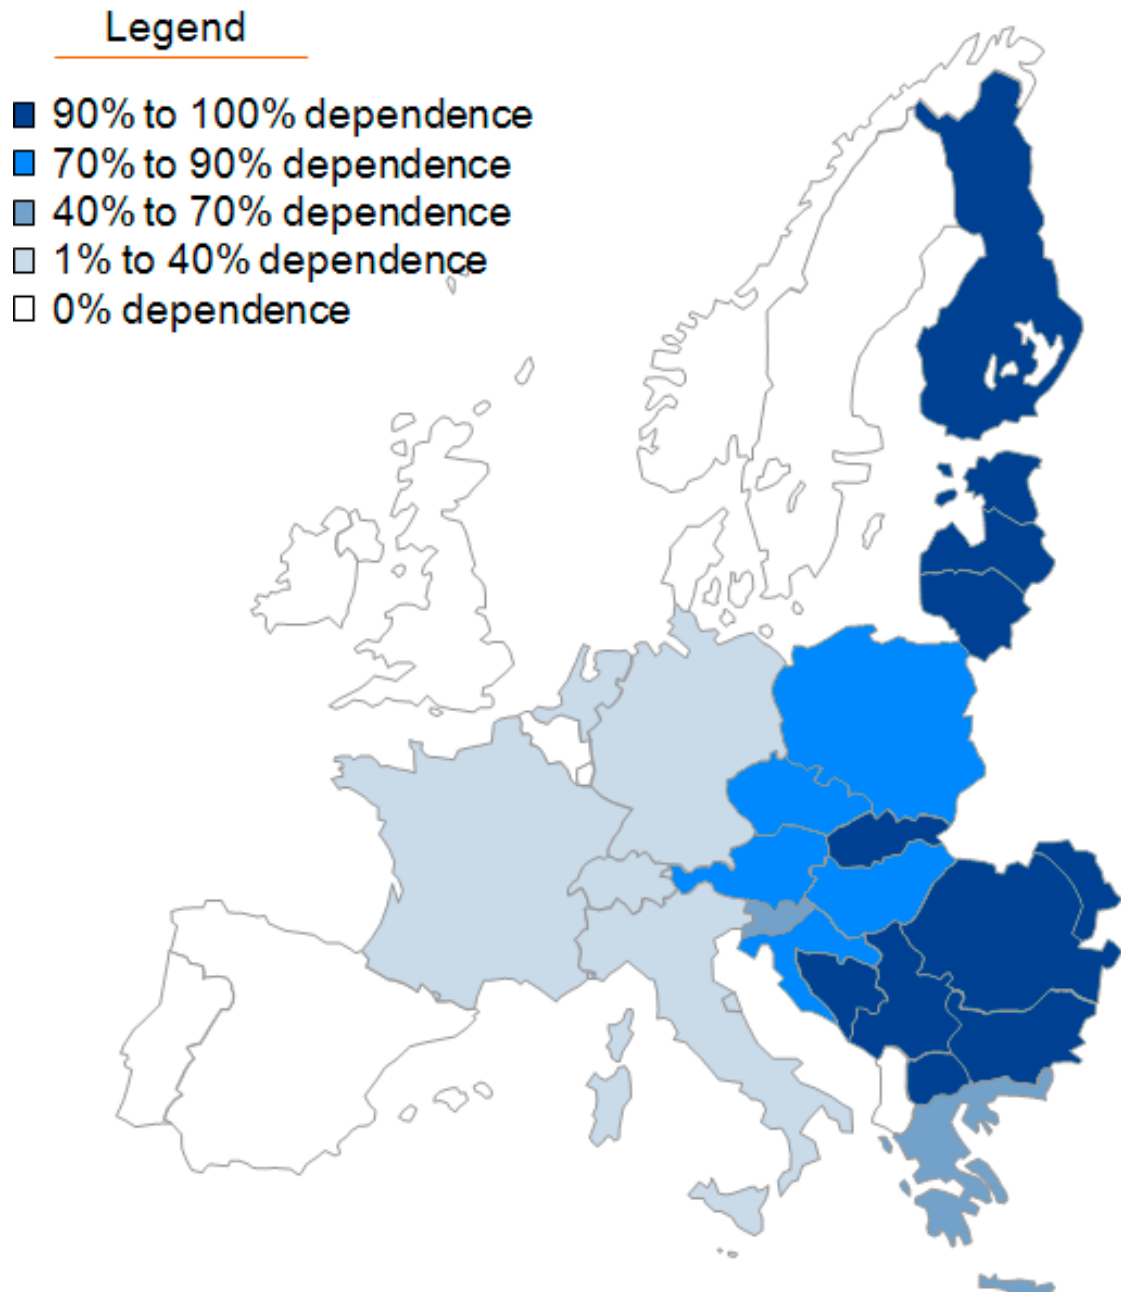 Legend
90% to 100% dependence
70% to 90% dependence
40% to 70% dependence
1% to 40% dependence
0% dependence